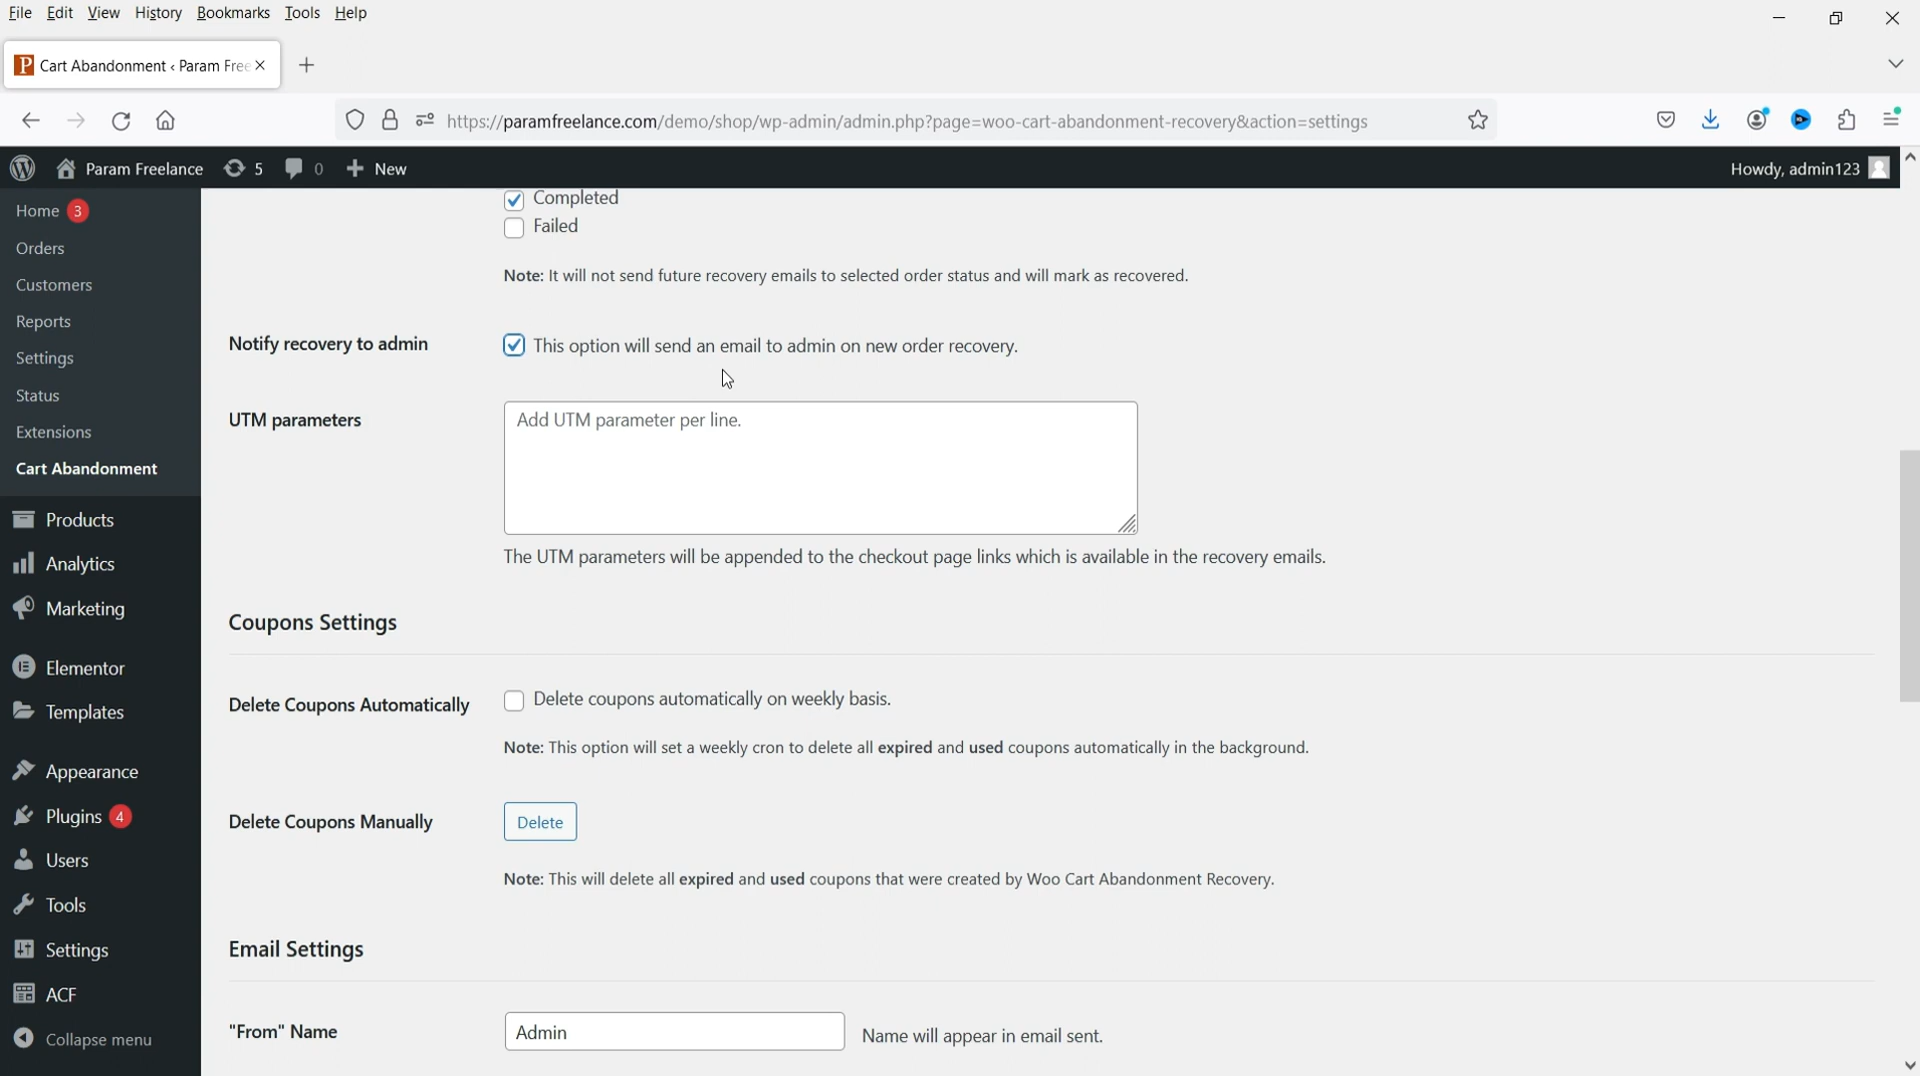 File Edit View History Bookmarks Tools Help
Cart Abandonment ‹ Param Free
https://paramfreelance.com/demo/shop/wp-admin/admin.php?page=woo-cart-abandonment-recovery&action=settings
Param Freelance 5 0 New Howdy, admin123
Home 3
Orders
Customers
Reports
Settings
Status
Extensions
Cart Abandonment
Products
Analytics
Marketing
Elementor
Templates
Appearance
Plugins 4
Users
Tools
Settings
ACF
Collapse menu
Completed
Failed
Note: It will not send future recovery emails to selected order status and will mark as recovered.
Notify recovery to admin This option will send an email to admin on new order recovery.
UTM parameters Add UTM parameter per line.
The UTM parameters will be appended to the checkout page links which is available in the recovery emails.
Coupons Settings
Delete Coupons Automatically Delete coupons automatically on weekly basis.
Note: This option will set a weekly cron to delete all expired and used coupons automatically in the background.
Delete Coupons Manually Delete
Note: This will delete all expired and used coupons that were created by Woo Cart Abandonment Recovery.
Email Settings
"From" Name Admin Name will appear in email sent.